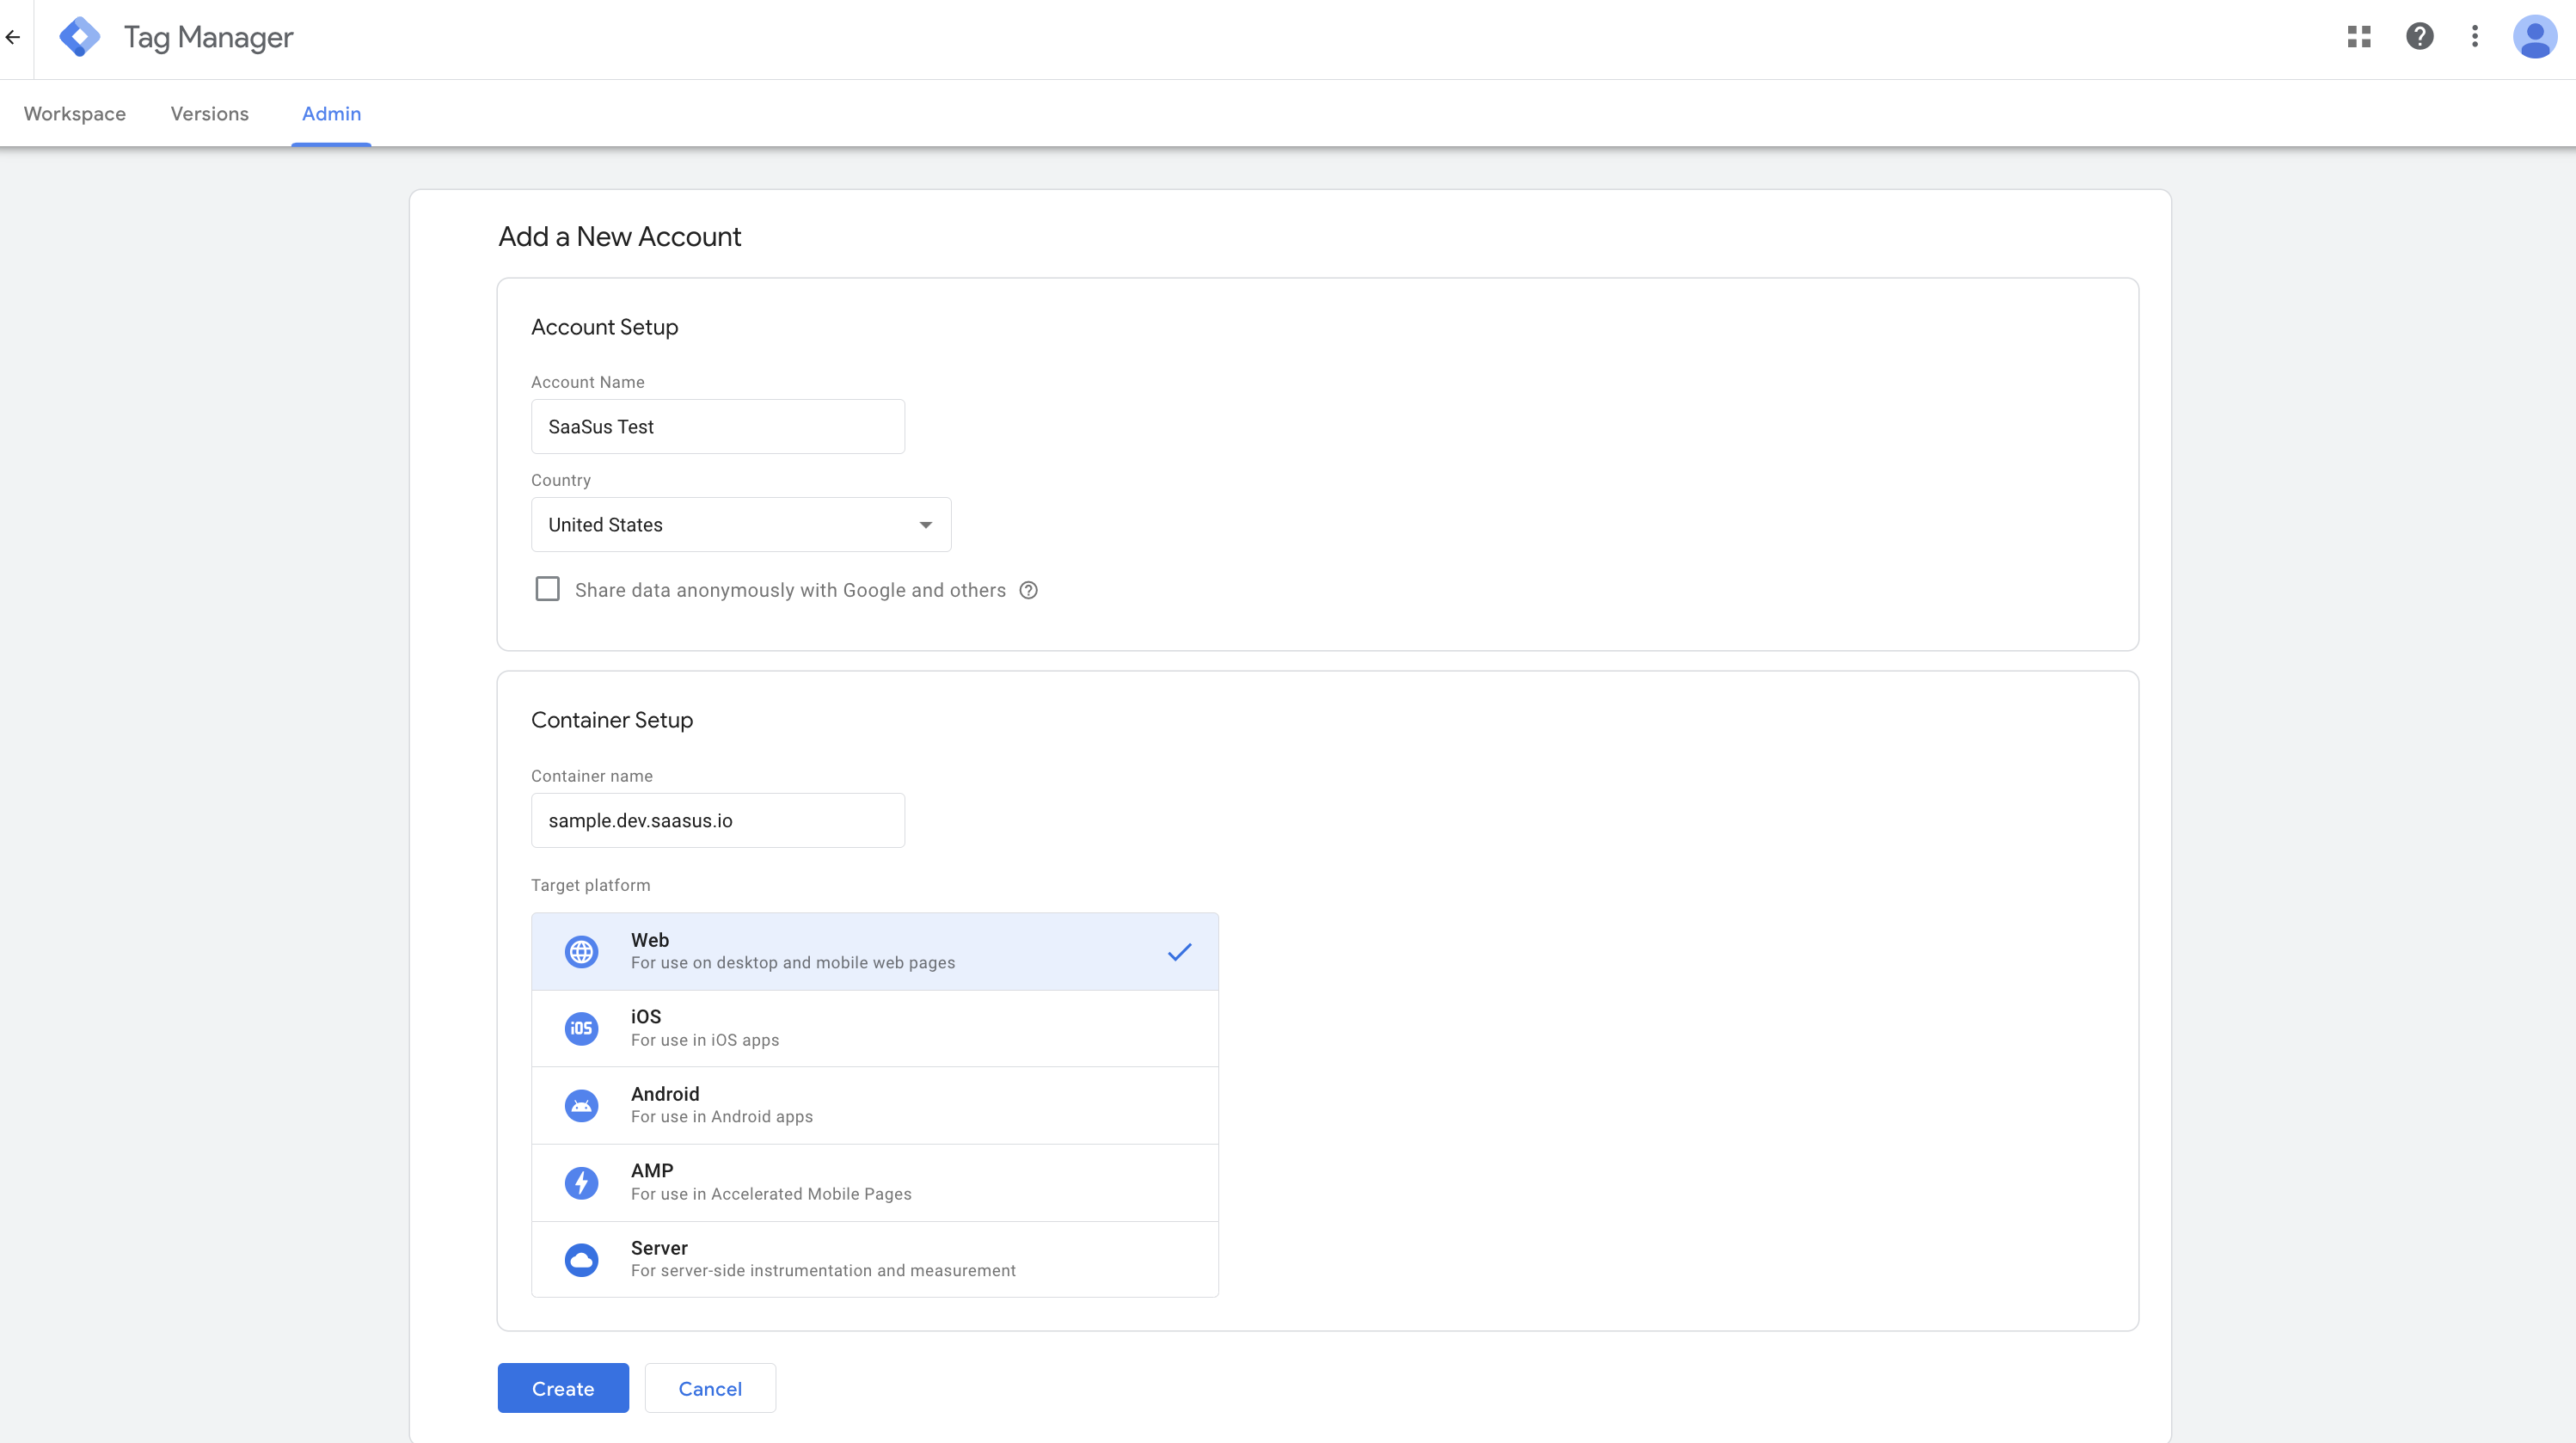 Tag Manager
Workspace Versions Admin
Add a New Account
Account Setup
Account Name
SaaSus Test
Country
United States
Share data anonymously with Google and others
Container Setup
Container name
sample.dev.saasus.io
Target platform
Web
For use on desktop and mobile web pages
iOS
iOS
For use in iOS apps
Android
For use in Android apps
AMP
For use in Accelerated Mobile Pages
Server
For server-side instrumentation and measurement
Create Cancel